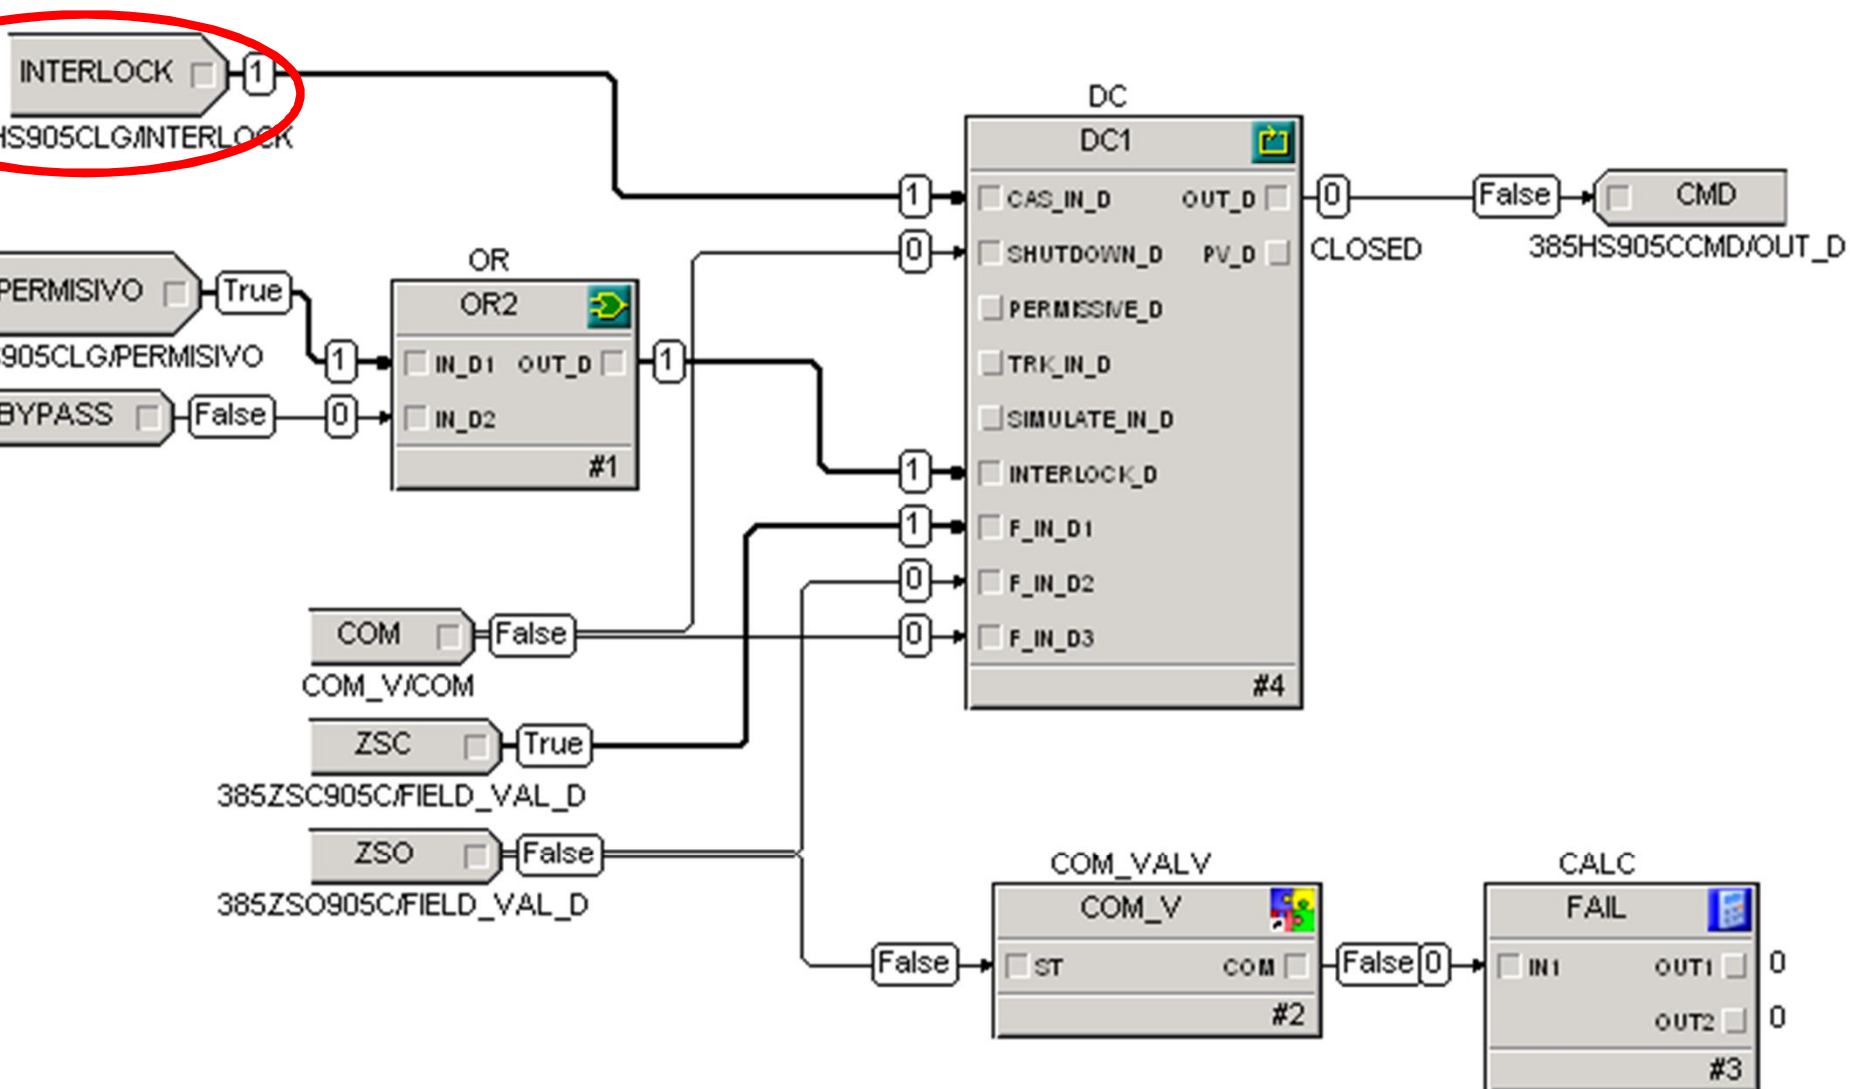 INTERLOCK 1
HS905CLG/INTERLOCK
DC
DC1
1 CAS_IN_D OUT_D 0 False CMD
0 SHUTDOWN_D PV_D CLOSED 385HS905CCMD/OUT_D
PERMISSIVE_D
TRK_IN_D
SIMULATE_IN_D
1 INTERLOCK_D
1 F_IN_D1
0 F_IN_D2
0 F_IN_D3
#4
PERMISIVO True
905CLG/PERMISIVO
BYPASS False 0
OR
OR2
1 IN_D1 OUT_D 1
IN_D2
#1
COM False
COM_V/COM
ZSC True
385ZSC905C/FIELD_VAL_D
ZSO False
385ZSO905C/FIELD_VAL_D
COM_VALV
COM_V
False ST COM False 0
#2
CALC
FAIL
IN1 OUT1 0
OUT2 0
#3